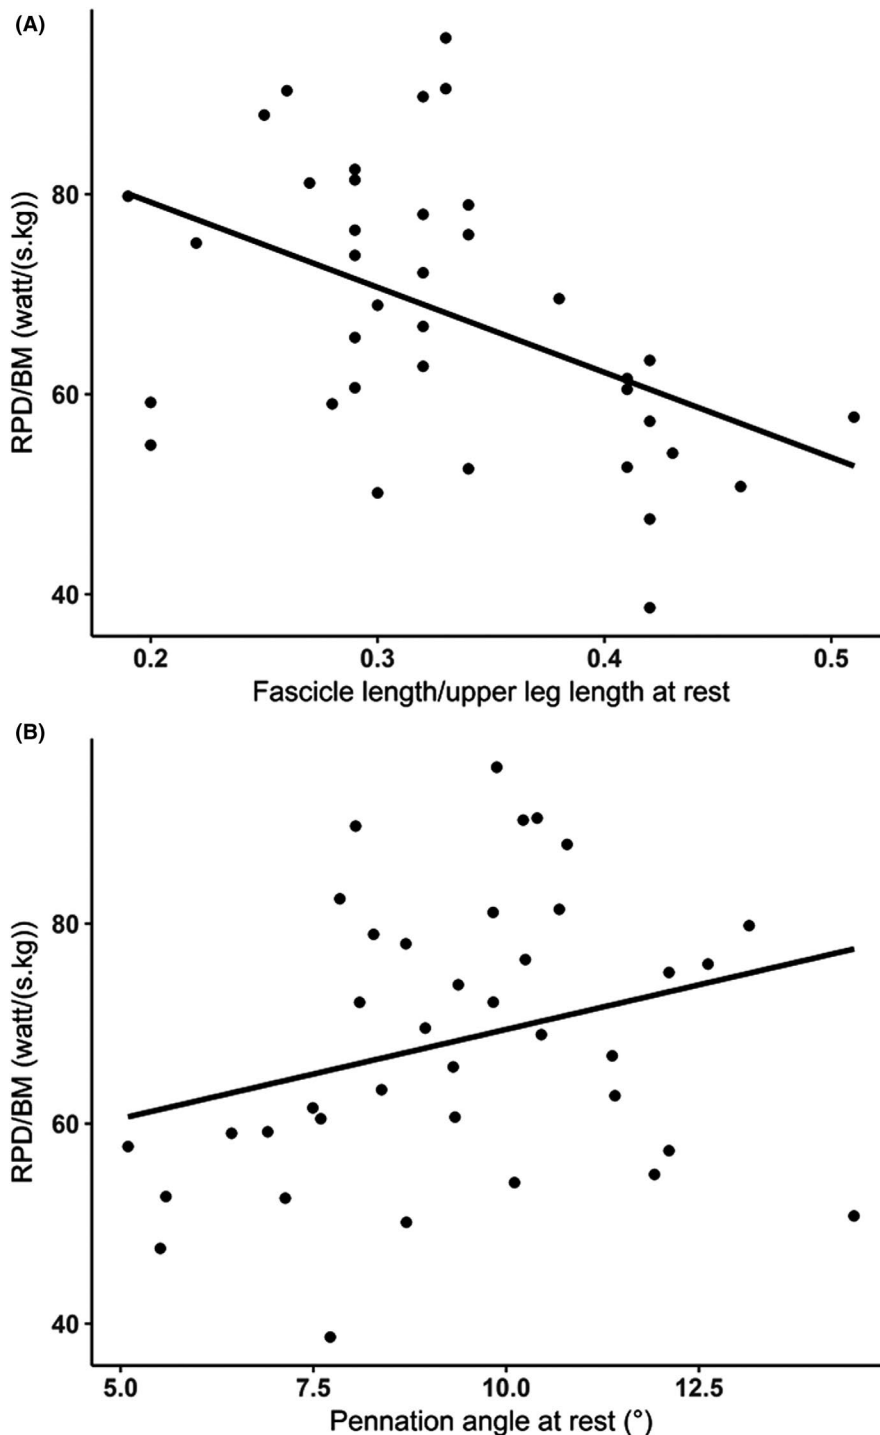 (A)
RPD/BM (watt/(s.kg))
80
60
40
0.2 0.3 0.4 0.5
Fascicle length/upper leg length at rest
(B)
RPD/BM (watt/(s.kg))
80
60
40
5.0 7.5 10.0 12.5
Pennation angle at rest (°)